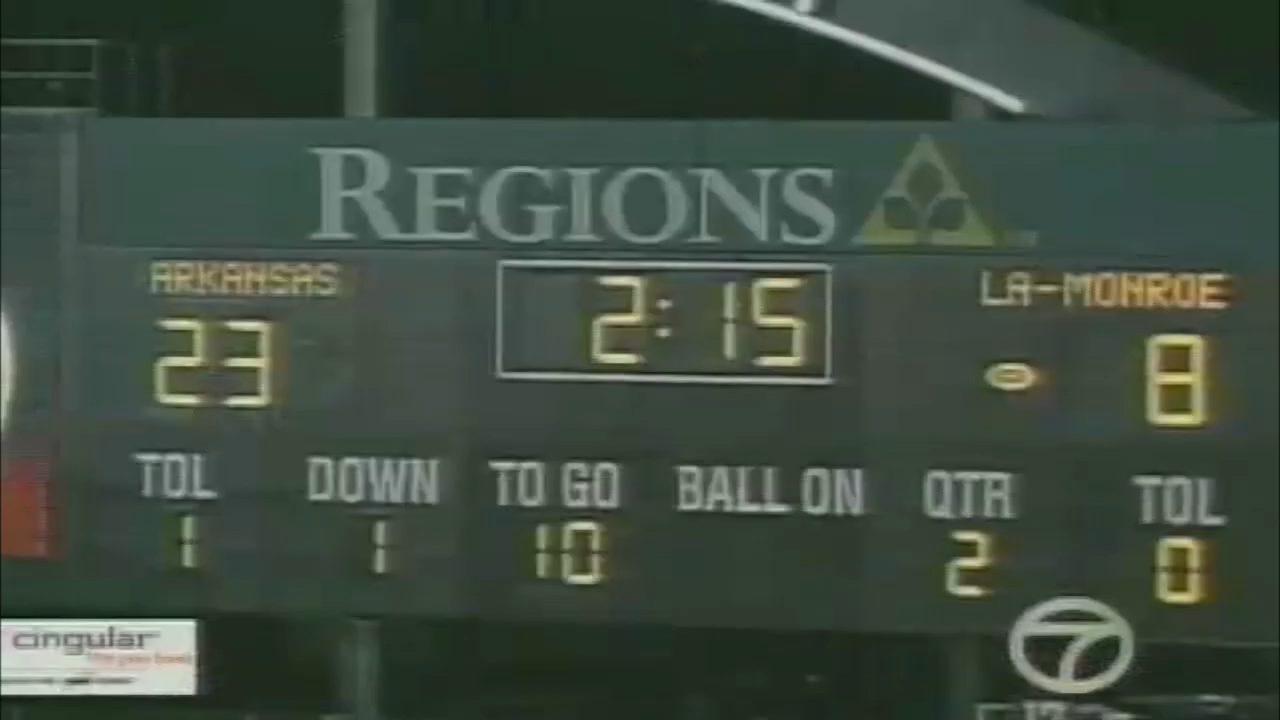 REGIONS
ARKANSAS 2:15 LA-MONROE
23 8
TOL DOWN TO GO BALL ON QTR TOL
1 1 10 2 0
cingular
7